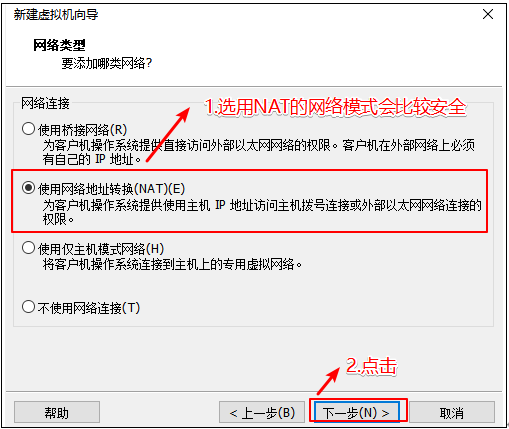 新建虚拟机向导
网络类型
要添加哪类网络?
网络连接
1.选用NAT的网络模式会比较安全
使用桥接网络(R)
为客户机操作系统提供直接访问外部以太网网络的权限。客户机在外部网络上必须
有自己的 IP 地址。
使用网络地址转换(NAT)(E)
为客户机操作系统提供使用主机 IP 地址访问主机拨号连接或外部以太网网络连接的
权限。
使用仅主机模式网络(H)
将客户机操作系统连接到主机上的专用虚拟网络。
不使用网络连接(T)
2.点击
帮助
< 上一步(B)
下一步(N) >
取消